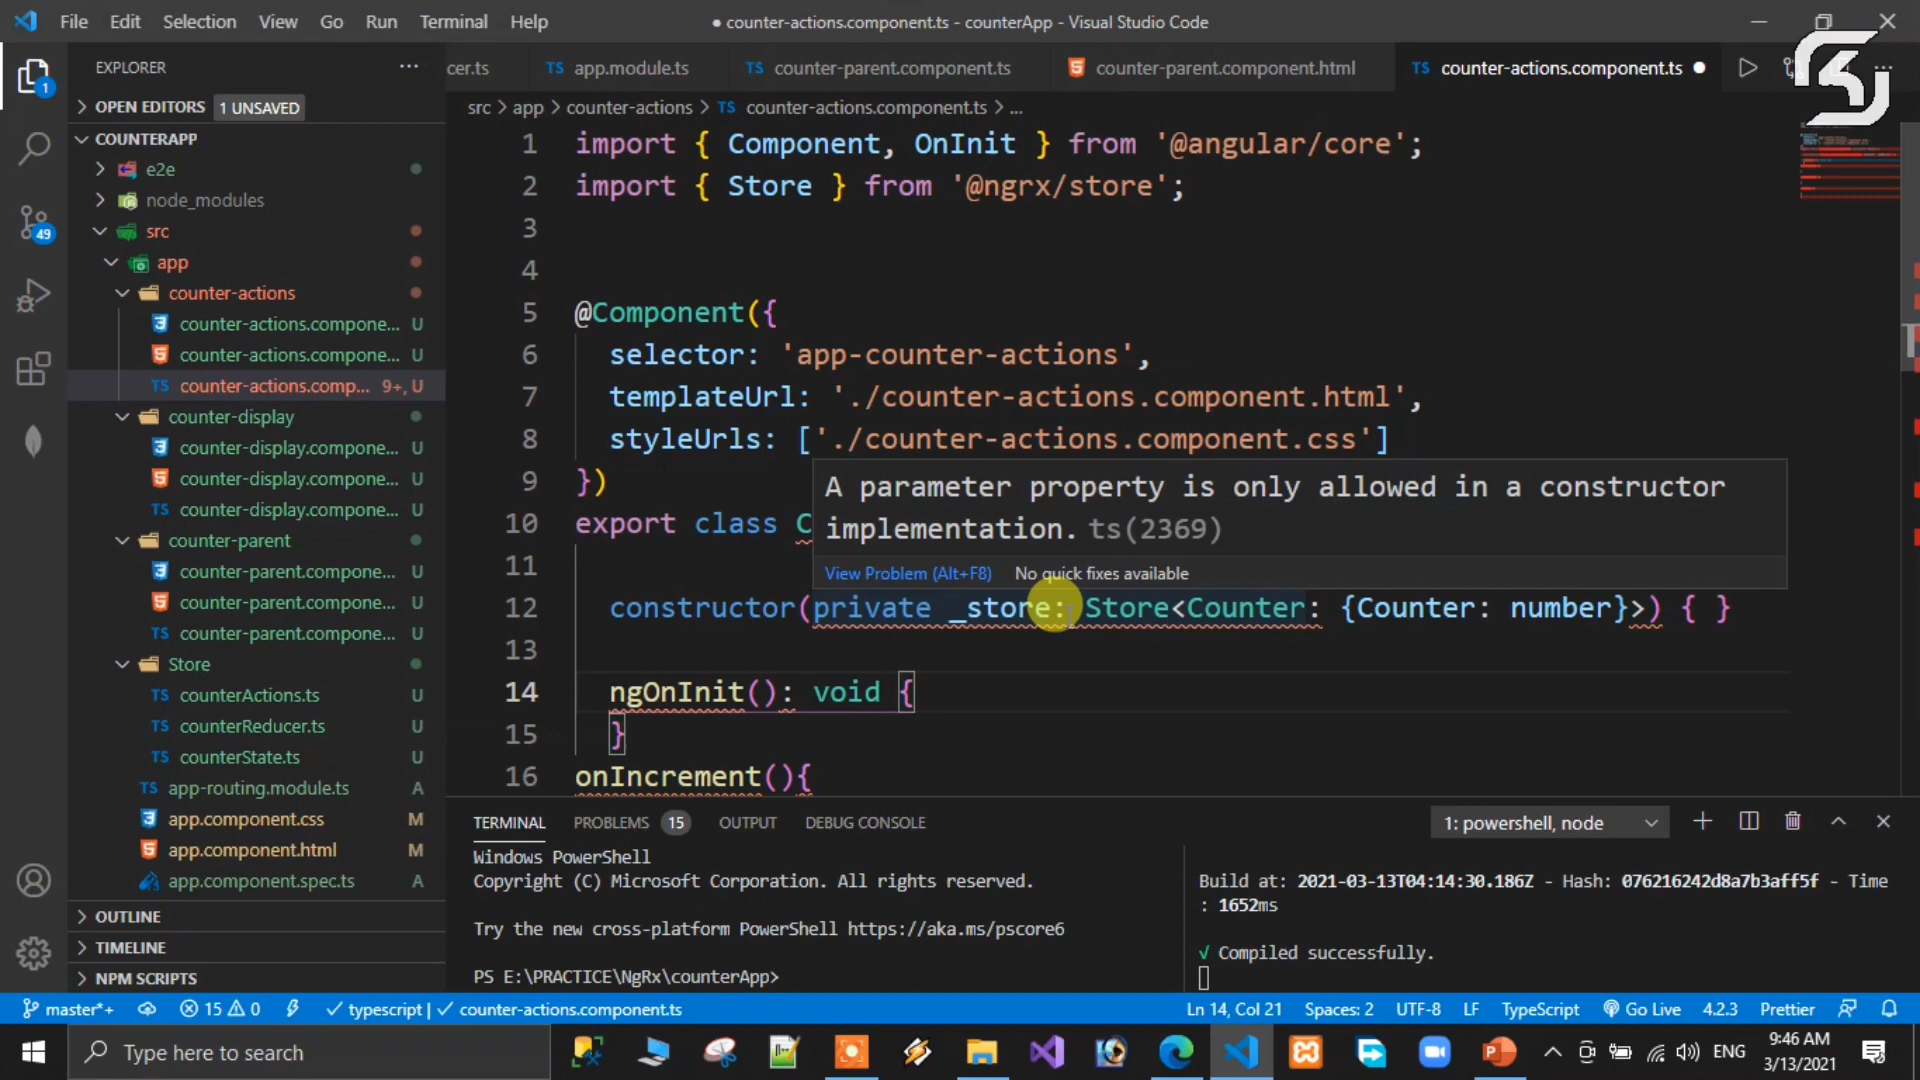 File Edit Selection View Go Run Terminal Help
● counter-actions.component.ts - counterApp - Visual Studio Code
EXPLORER
1
49
OPEN EDITORS 1 UNSAVED
COUNTERAPP
e2e
node_modules
src
app
counter-actions
counter-actions.compone... U
counter-actions.compone... U
TS counter-actions.comp... 9+, U
counter-display
counter-display.compone... U
counter-display.compone... U
TS counter-display.compone... U
counter-parent
counter-parent.compone... U
counter-parent.compone... U
TS counter-parent.compone... U
Store
TS counterActions.ts U
TS counterReducer.ts U
TS counterState.ts U
TS app-routing.module.ts A
app.component.css M
app.component.html M
app.component.spec.ts A
OUTLINE
TIMELINE
NPM SCRIPTS
cer.ts TS app.module.ts TS counter-parent.component.ts counter-parent.component.html TS counter-actions.component.ts ●
src > app > counter-actions > TS counter-actions.component.ts > ...
1 import { Component, OnInit } from '@angular/core';
2 import { Store } from '@ngrx/store';
3
4
5 @Component({
6 selector: 'app-counter-actions',
7 templateUrl: './counter-actions.component.html',
8 styleUrls: ['./counter-actions.component.css']
9 })
10 export class C
A parameter property is only allowed in a constructor
implementation. ts(2369)
View Problem (Alt+F8) No quick fixes available
11
12 constructor(private _store: Store<Counter: {Counter: number}>) { }
13
14 ngOnInit(): void {
15 }
16 onIncrement(){
TERMINAL PROBLEMS 15 OUTPUT DEBUG CONSOLE 1: powershell, node
Windows PowerShell
Copyright (C) Microsoft Corporation. All rights reserved.
Try the new cross-platform PowerShell https://aka.ms/pscore6
PS E:\PRACTICE\NgRx\counterApp>
Build at: 2021-03-13T04:14:30.186Z - Hash: 076216242d8a7b3aff5f - Time
: 1652ms
√ Compiled successfully.
master*+ 15 0 typescript | counter-actions.component.ts Ln 14, Col 21 Spaces: 2 UTF-8 LF TypeScript Go Live 4.2.3 Prettier
Type here to search
ENG
9:46 AM
3/13/2021